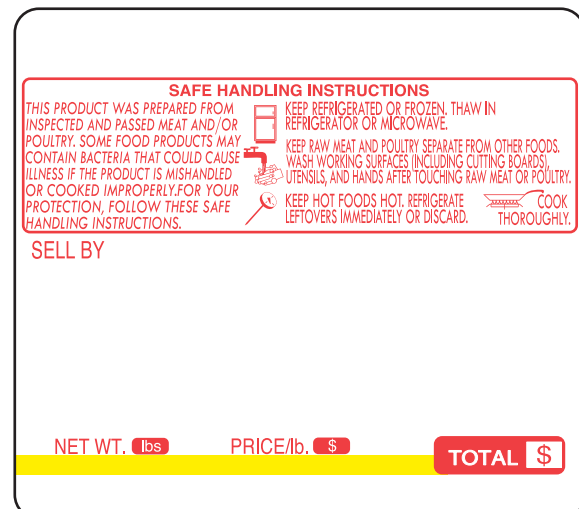 SAFE HANDLING INSTRUCTIONS
THIS PRODUCT WAS PREPARED FROM
INSPECTED AND PASSED MEAT AND/OR
POULTRY. SOME FOOD PRODUCTS MAY
CONTAIN BACTERIA THAT COULD CAUSE
ILLNESS IF THE PRODUCT IS MISHANDLED
OR COOKED IMPROPERLY.FOR YOUR
PROTECTION, FOLLOW THESE SAFE
HANDLING INSTRUCTIONS.
KEEP REFRIGERATED OR FROZEN. THAW IN
REFRIGERATOR OR MICROWAVE.
KEEP RAW MEAT AND POULTRY SEPARATE FROM OTHER FOODS.
WASH WORKING SURFACES (INCLUDING CUTTING BOARDS),
UTENSILS, AND HANDS AFTER TOUCHING RAW MEAT OR POULTRY.
KEEP HOT FOODS HOT. REFRIGERATE
LEFTOVERS IMMEDIATELY OR DISCARD.
COOK
THOROUGHLY.
SELL BY
NET WT. lbs PRICE/lb. $
TOTAL $